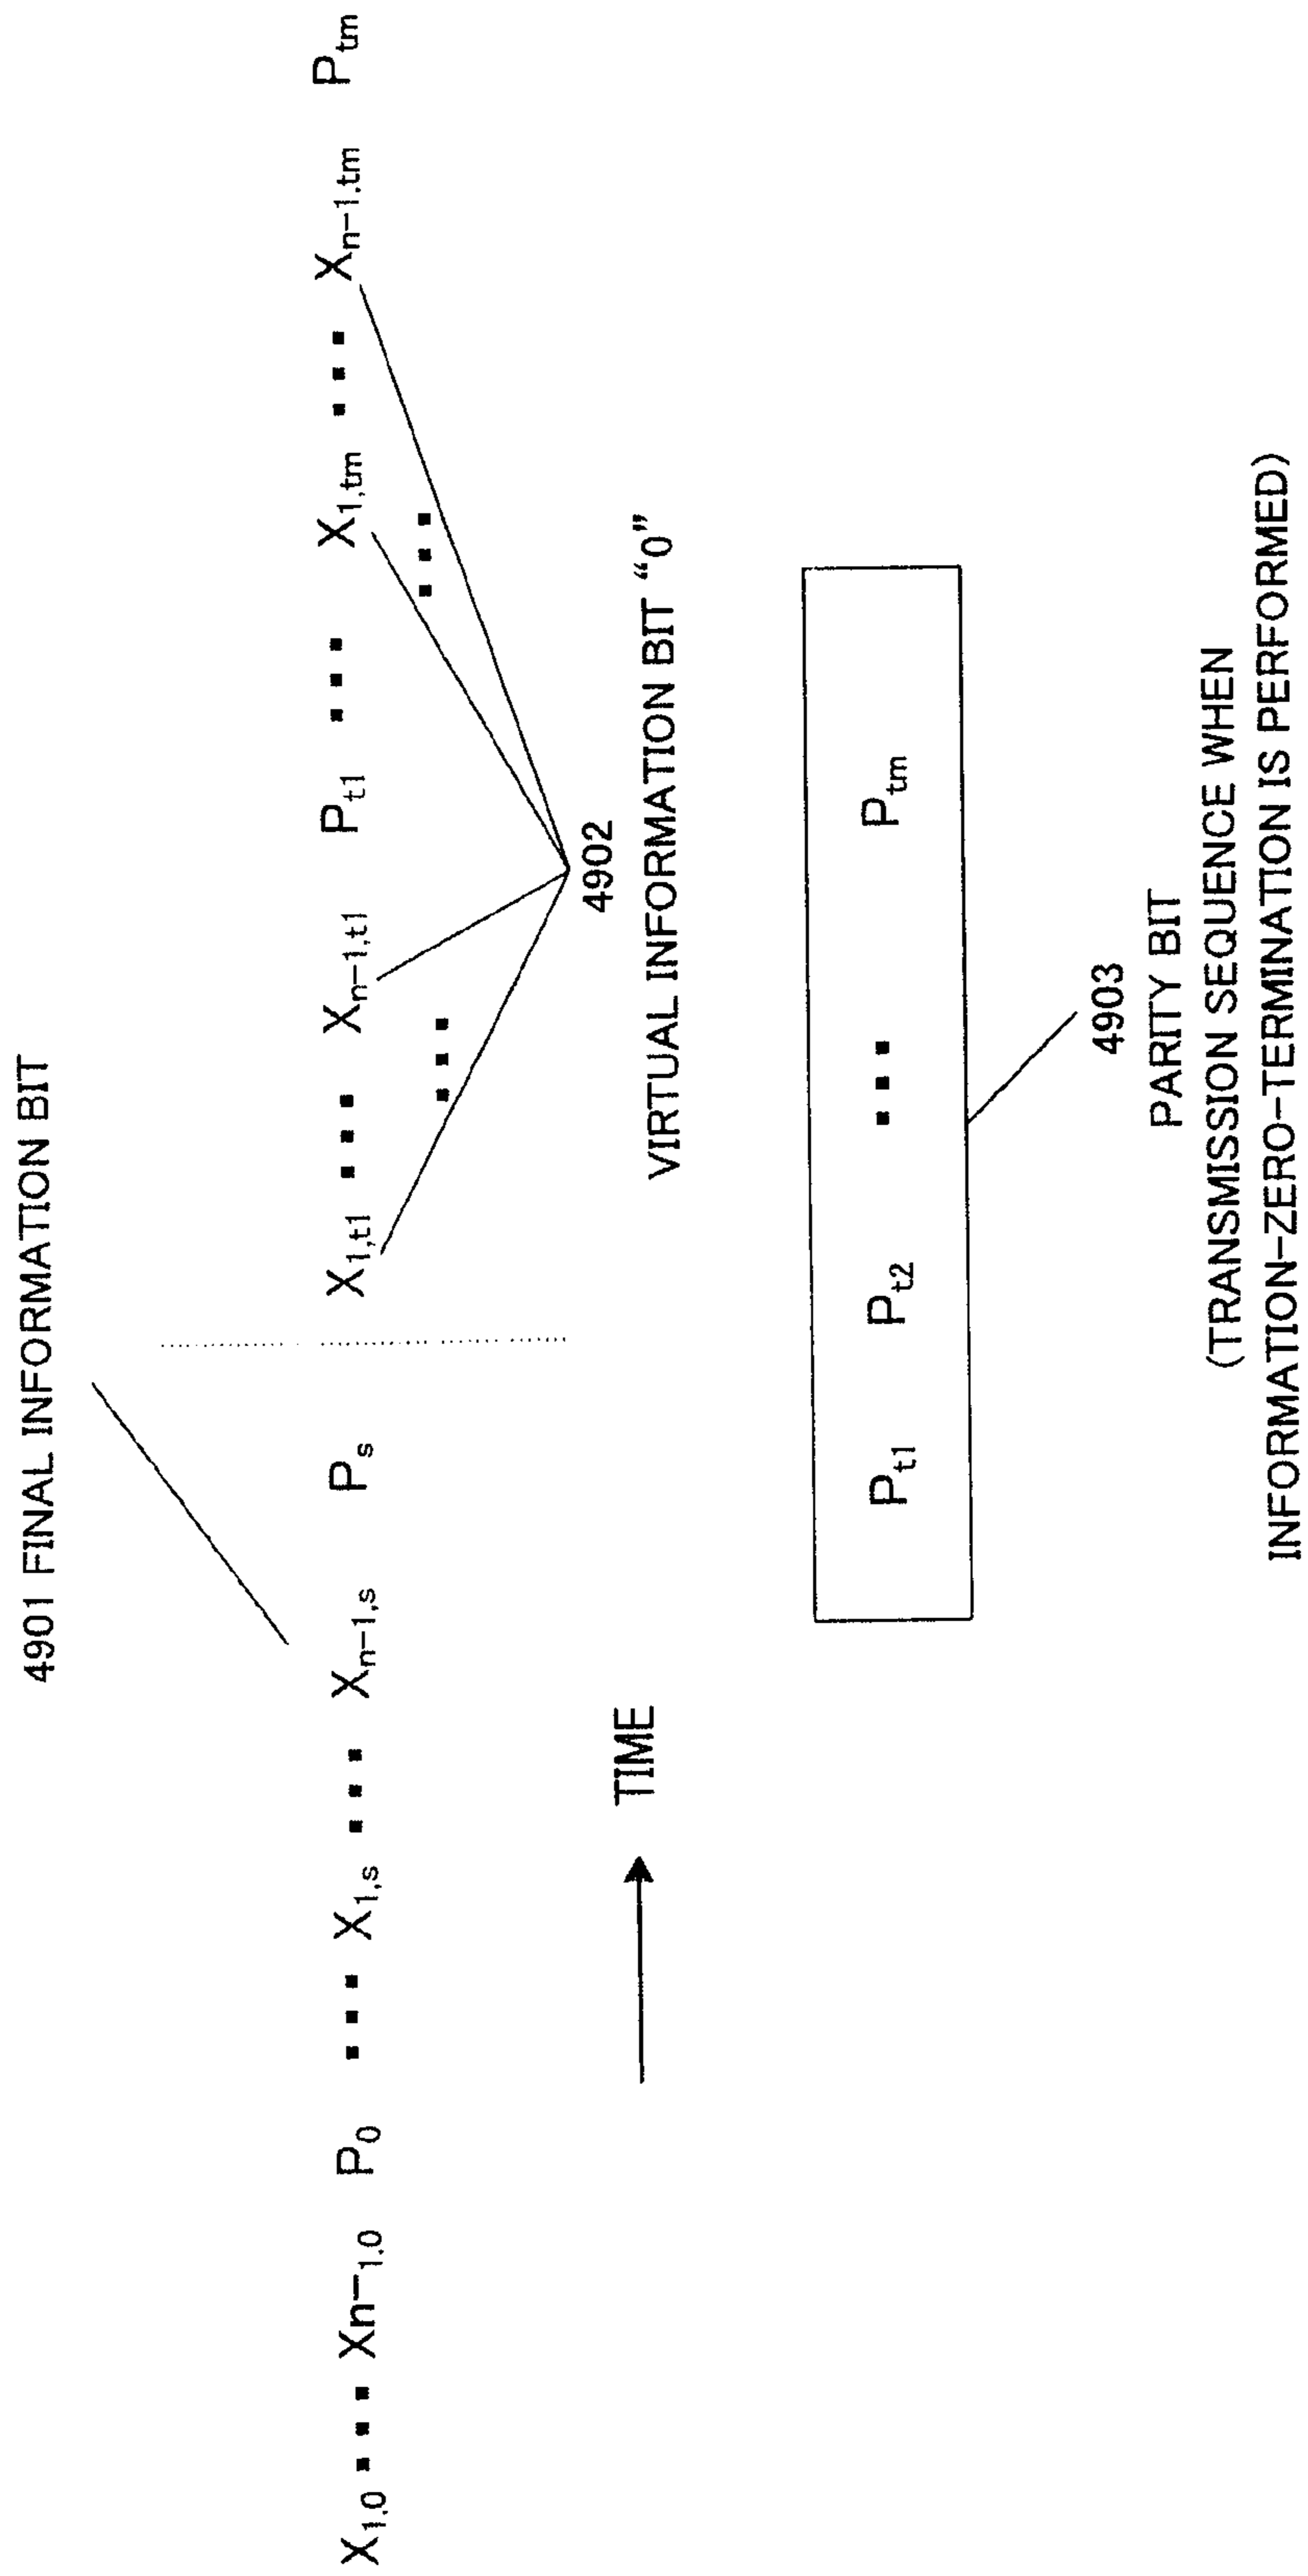 4901 FINAL INFORMATION BIT
X1,0 ▪▪▪ Xn-1,0 P0 ▪▪▪ X1,s ▪▪▪ Xn-1,s Ps X1,t1 ▪▪▪ Xn-1,t1 Pt1 ▪▪▪ X1,tm ▪▪▪ Xn-1,tm Ptm
▪▪▪ ▪▪▪
TIME
4902
VIRTUAL INFORMATION BIT “0”
Pt1 Pt2 ▪▪▪ Ptm
4903
PARITY BIT
(TRANSMISSION SEQUENCE WHEN
INFORMATION-ZERO-TERMINATION IS PERFORMED)